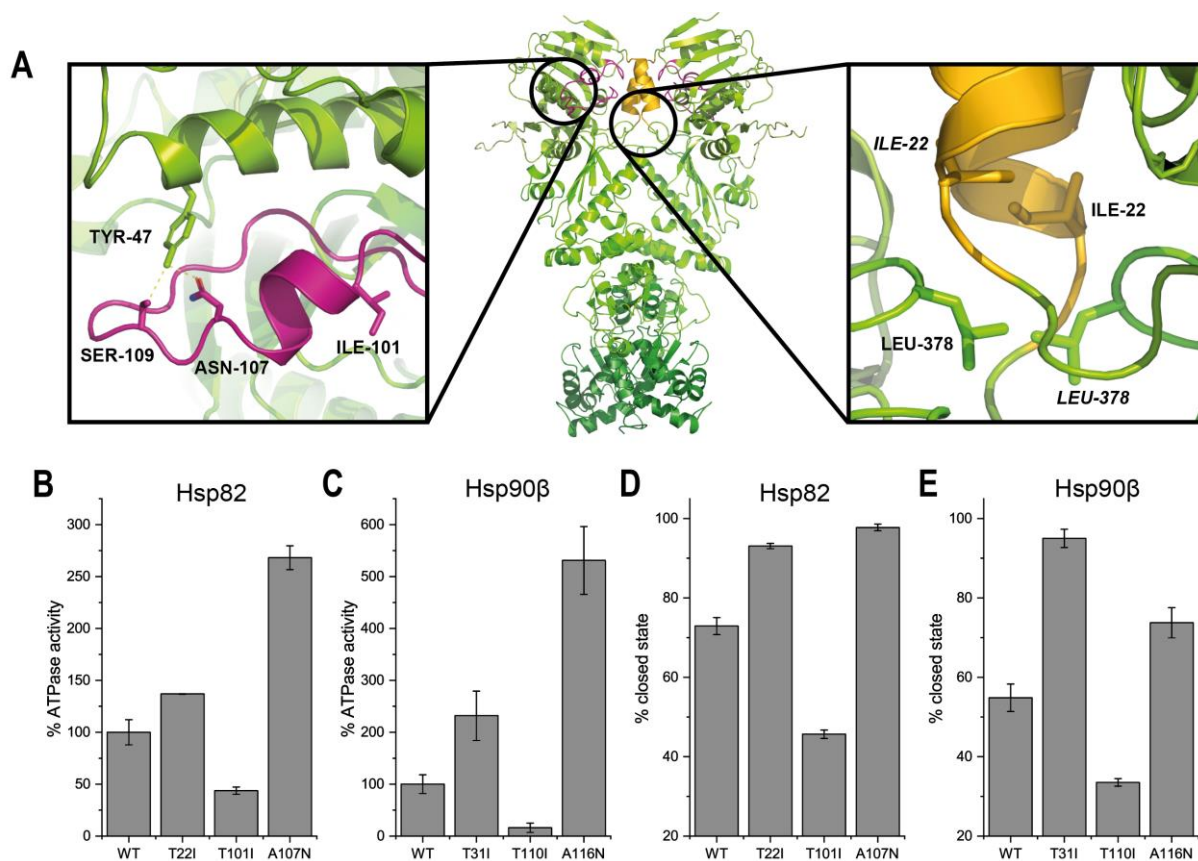 A
TYR-47
SER-109
ASN-107
ILE-101
ILE-22
ILE-22
LEU-378
LEU-378
B
Hsp82
% ATPase activity
300
250
200
150
100
50
0
WT T22I T101I A107N
C
Hsp90β
% ATPase activity
600
500
400
300
200
100
0
WT T31I T110I A116N
D
Hsp82
% closed state
100
80
60
40
20
WT T22I T101I A107N
E
Hsp90β
% closed state
100
80
60
40
20
WT T31I T110I A116N